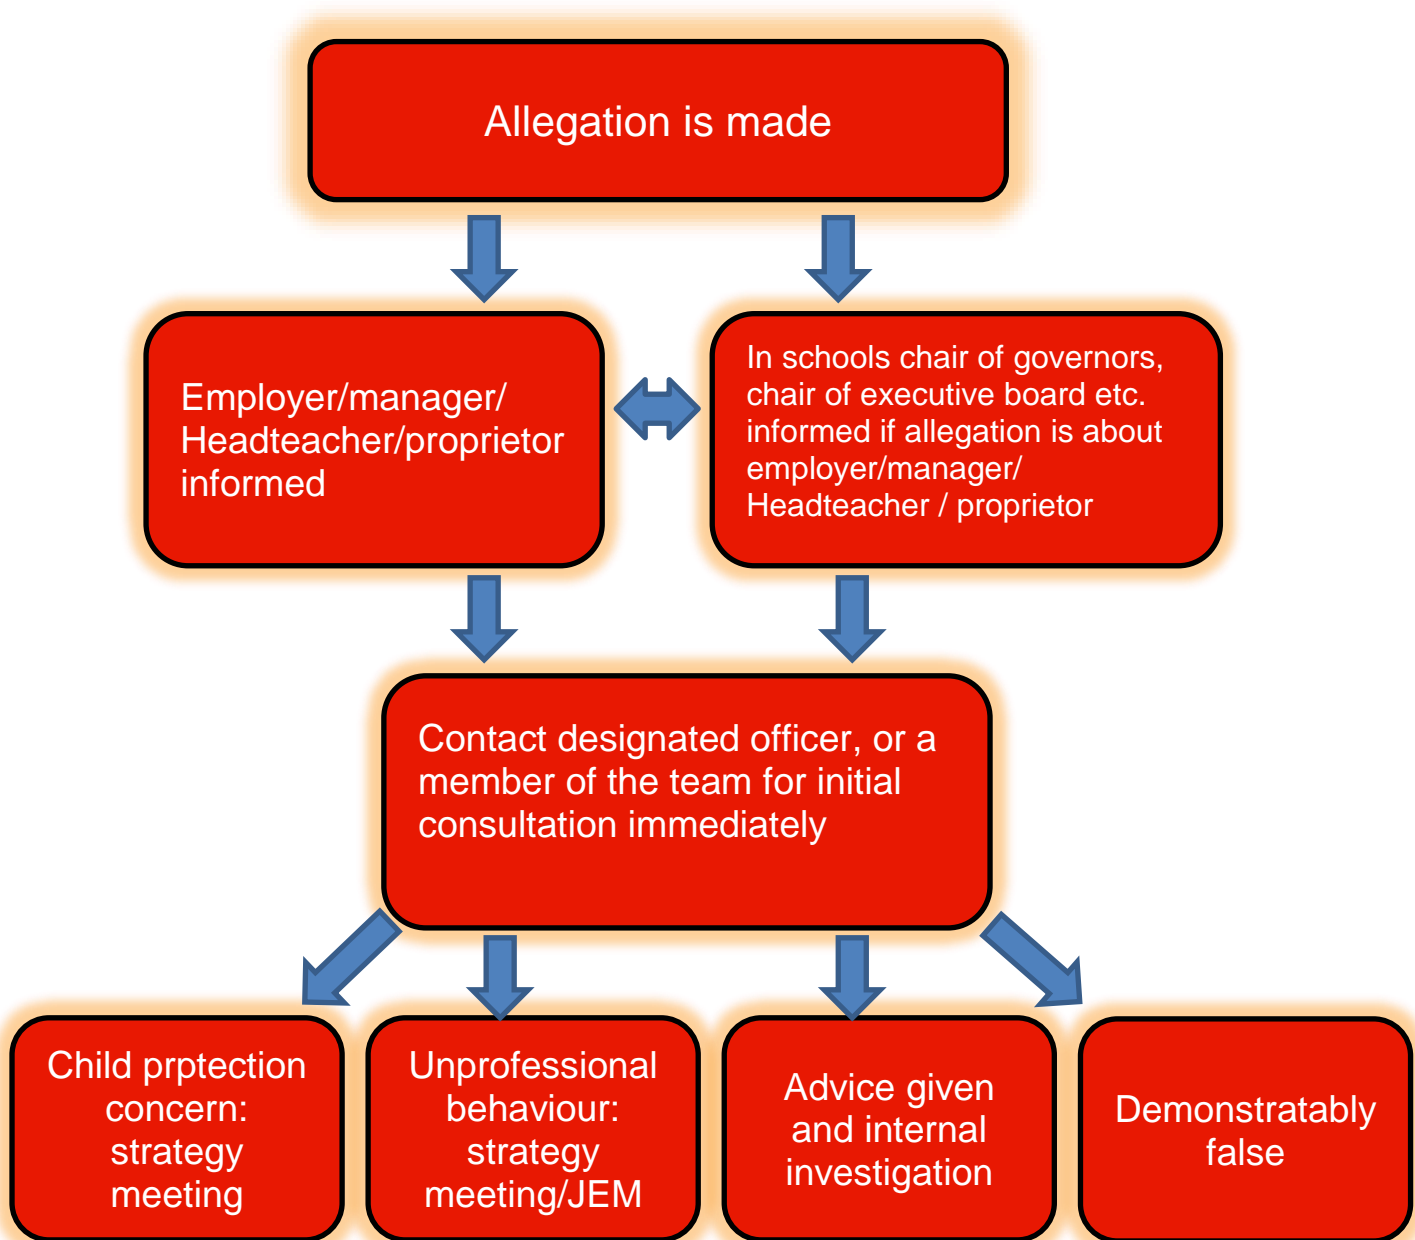 Allegation is made
Employer/manager/
Headteacher/proprietor
informed
In schools chair of governors,
chair of executive board etc.
informed if allegation is about
employer/manager/
Headteacher / proprietor
Contact designated officer, or a
member of the team for initial
consultation immediately
Child prptection
concern:
strategy
meeting
Unprofessional
behaviour:
strategy
meeting/JEM
Advice given
and internal
investigation
Demonstratably
false